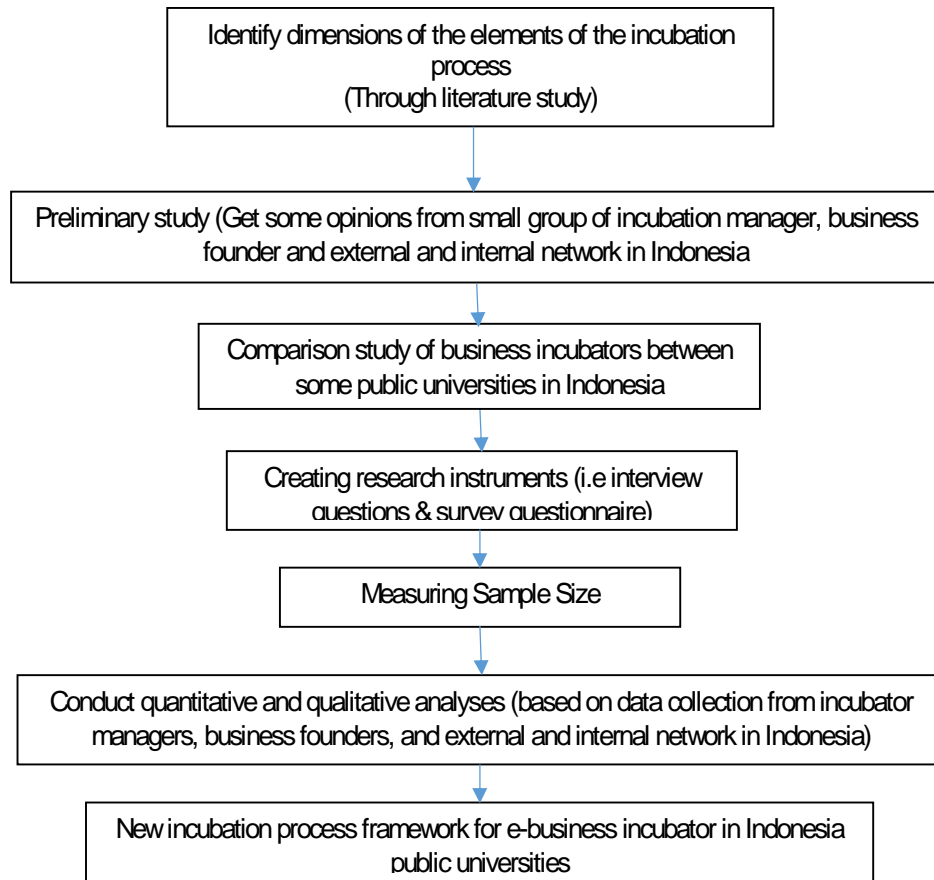 Identify dimensions of the elements of the incubation
process
(Through literature study)
Preliminary study (Get some opinions from small group of incubation manager, business
founder and external and internal network in Indonesia
Comparison study of business incubators between
some public universities in Indonesia
Creating research instruments (i.e interview
questions & survey questionnaire)
Measuring Sample Size
Conduct quantitative and qualitative analyses (based on data collection from incubator
managers, business founders, and external and internal network in Indonesia)
New incubation process framework for e-business incubator in Indonesia
public universities